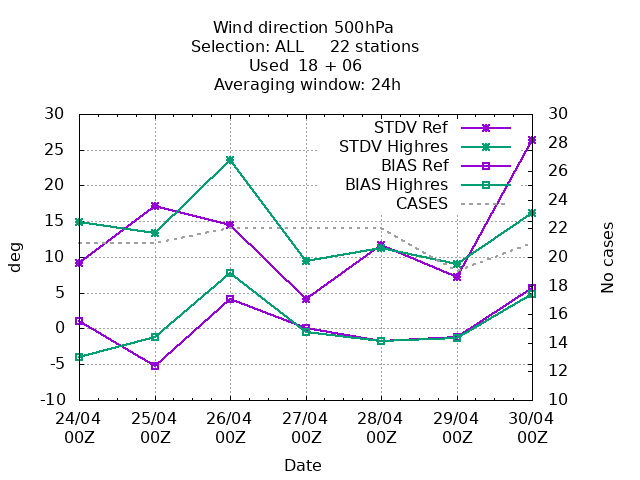 Wind direction 500hPa
Selection: ALL     22 stations
Used  18 + 06
Averaging window: 24h
30
25
20
15
10
5
0
-5
-10
deg
30
28
26
24
22
20
18
16
14
12
10
No cases
STDV Ref
STDV Highres
BIAS Ref
BIAS Highres
CASES
24/04 25/04 26/04 27/04 28/04 29/04 30/04
00Z 00Z 00Z 00Z 00Z 00Z 00Z
Date